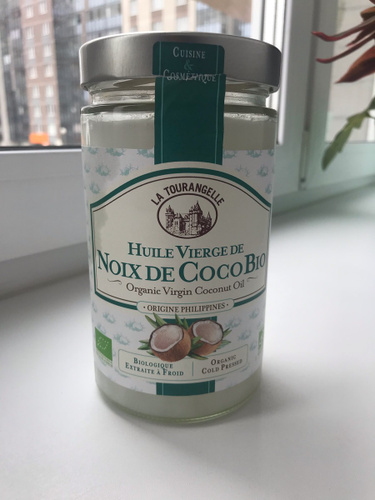 CUISINE
&
COSMÉTIQUE
LA TOURANGELLE
HUILE VIERGE DE
NOIX DE COCO BIO
Organic Virgin Coconut Oil
• ORIGINE PHILIPPINES •
BIOLOGIQUE
EXTRAITE À FROID
ORGANIC
COLD PRESSED